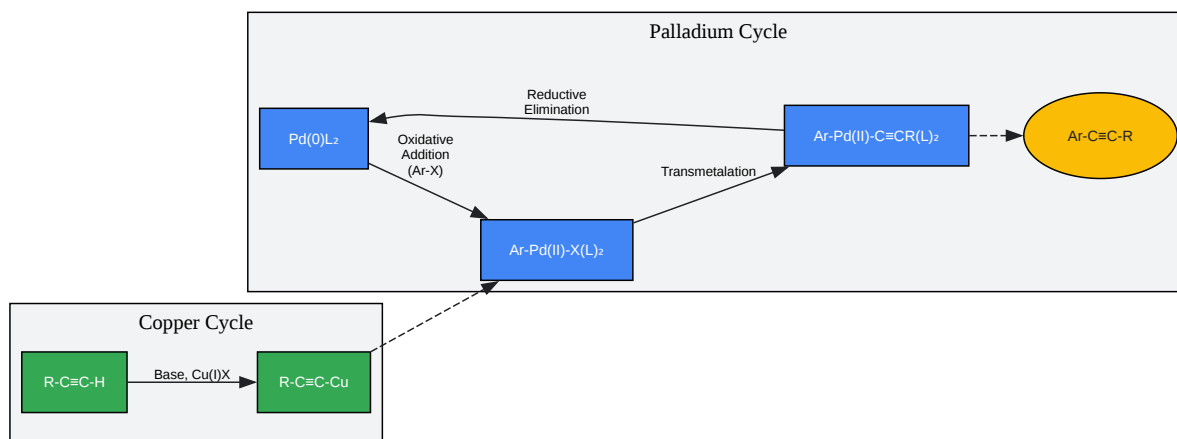 Palladium Cycle
Reductive
Elimination
Pd(0)L₂
Oxidative
Addition
(Ar-X)
Ar-Pd(II)-C≡CR(L)₂
Ar-C≡C-R
Transmetalation
Ar-Pd(II)-X(L)₂
Copper Cycle
R-C≡C-H
Base, Cu(I)X
R-C≡C-Cu